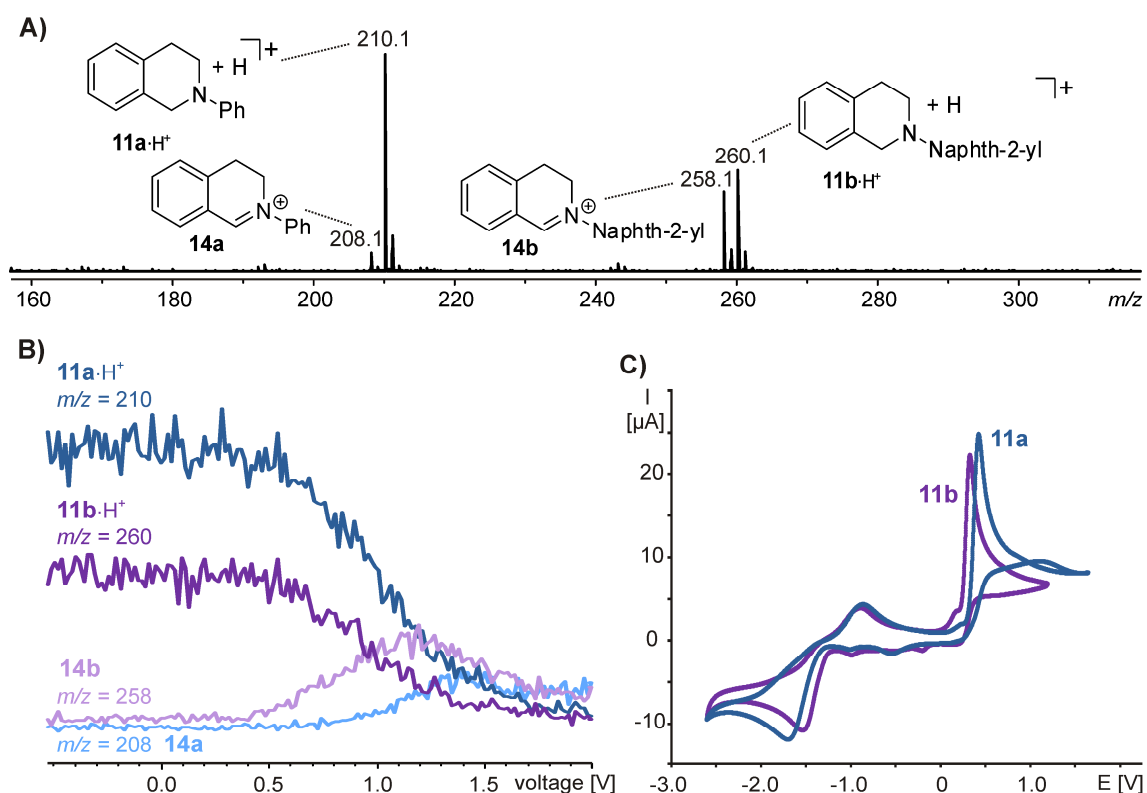 A)
+ H ⁺
N
Ph
11a·H⁺
210.1
N ⊕
Ph
14a
208.1
N ⊕
Naphth-2-yl
14b
258.1
260.1
+ H ⁺
N
Naphth-2-yl
11b·H⁺
160 180 200 220 240 260 280 300 m/z
B)
11a·H⁺
m/z = 210
11b·H⁺
m/z = 260
14b
m/z = 258
m/z = 208 14a
0.0 0.5 1.0 1.5 voltage [V]
C)
I
[µA]
11a
11b
20
10
0
-10
-3.0 -2.0 -1.0 0 1.0 E [V]